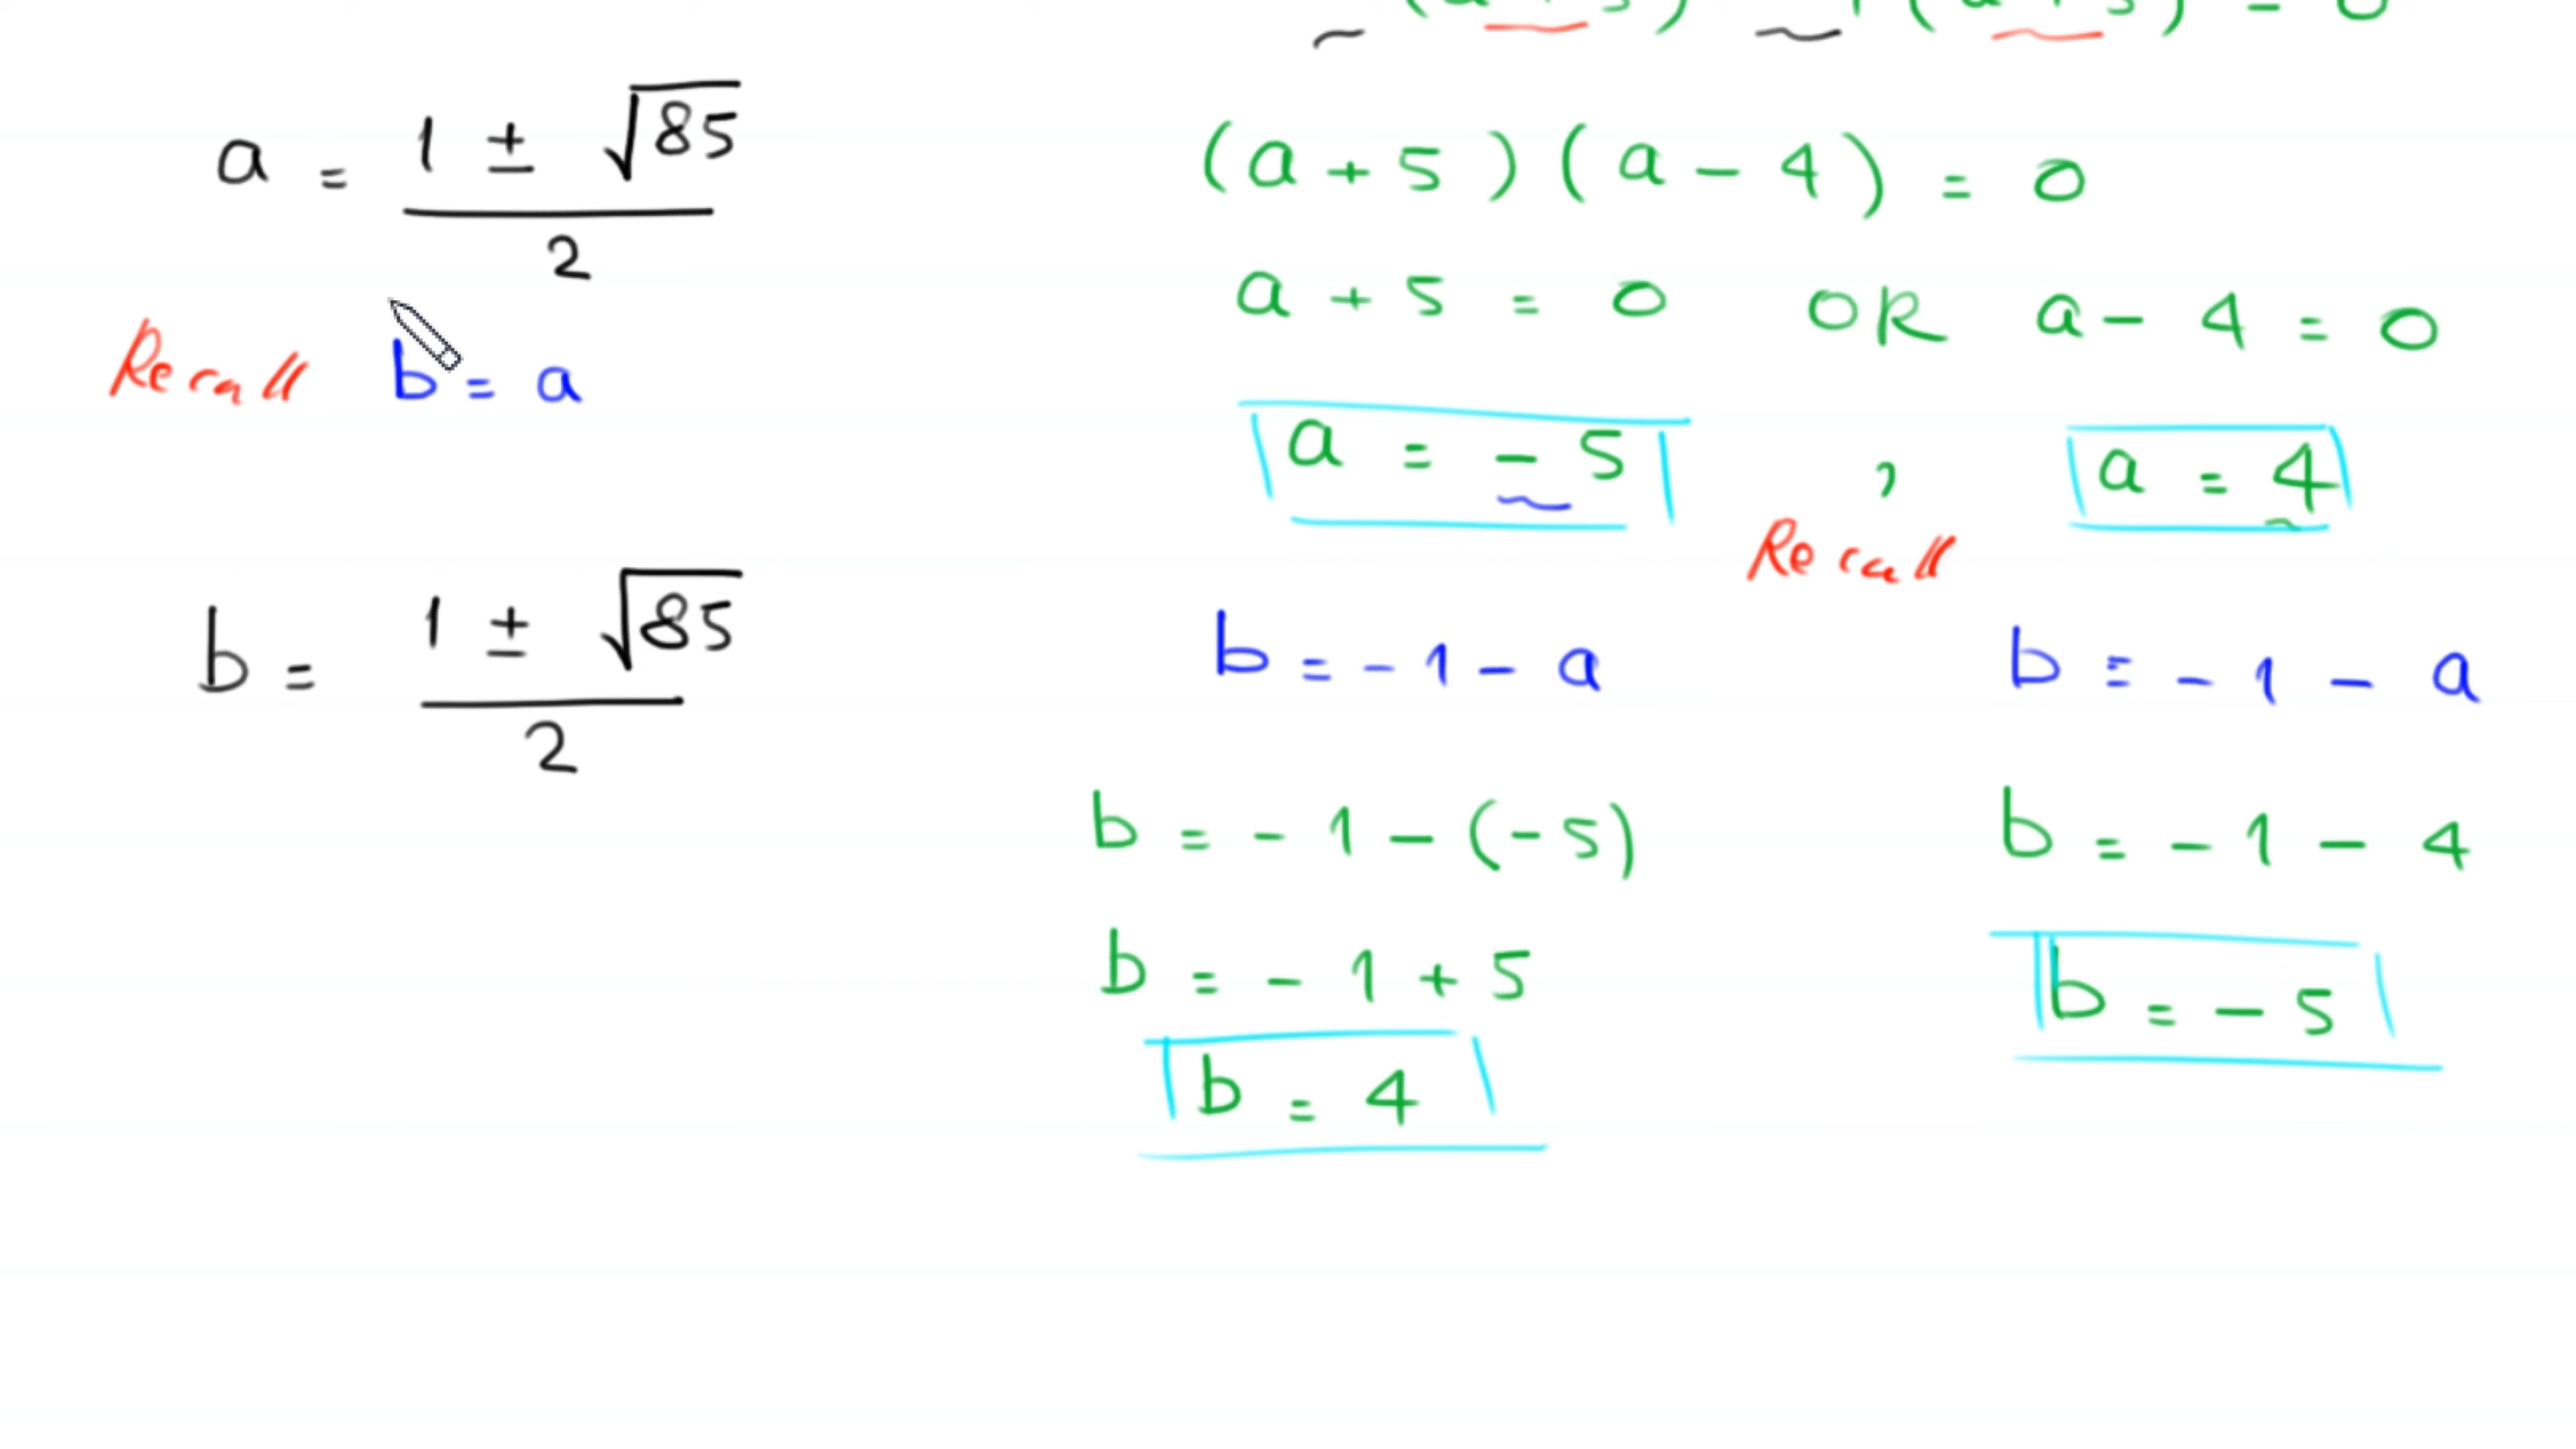 a = (1 ± √85)/2
Recall b = a
b = (1 ± √85)/2
(a + 5)(a - 4) = 0
a + 5 = 0 OR a - 4 = 0
a = - 5 , a = 4
Recall
b = - 1 - a
b = - 1 - (-5)
b = - 1 + 5
b = 4
b = - 1 - a
b = - 1 - 4
b = - 5